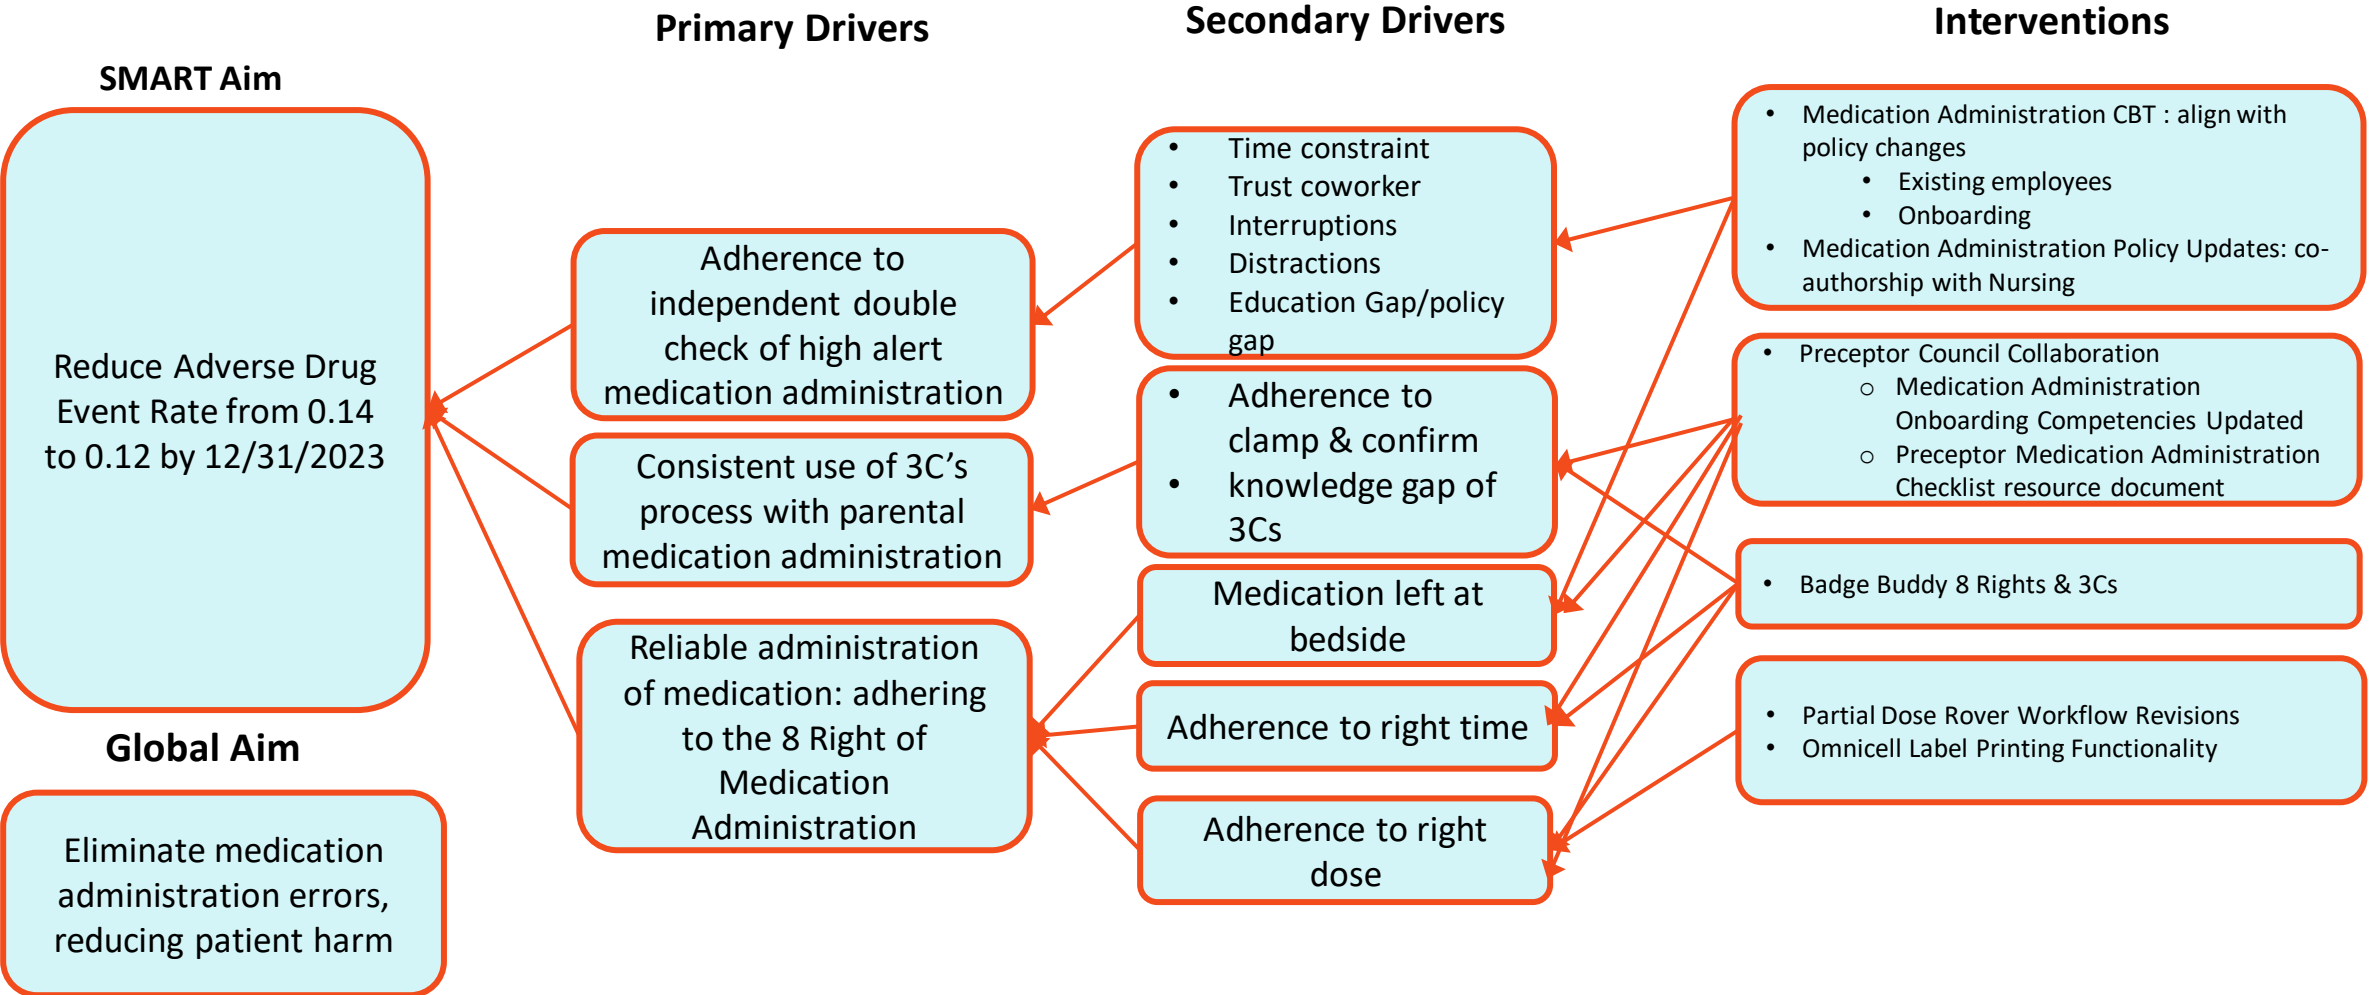 Primary Drivers
Secondary Drivers
Interventions
SMART Aim
Reduce Adverse Drug
Event Rate from 0.14
to 0.12 by 12/31/2023
Global Aim
Eliminate medication
administration errors,
reducing patient harm
Adherence to
independent double
check of high alert
medication administration
Consistent use of 3C’s
process with parental
medication administration
Reliable administration
of medication: adhering
to the 8 Right of
Medication
Administration
• Time constraint
• Trust coworker
• Interruptions
• Distractions
• Education Gap/policy
gap
• Adherence to
clamp & confirm
• knowledge gap of
3Cs
Medication left at
bedside
Adherence to right time
Adherence to right
dose
• Medication Administration CBT : align with
policy changes
• Existing employees
• Onboarding
• Medication Administration Policy Updates: co-
authorship with Nursing
• Preceptor Council Collaboration
o Medication Administration
Onboarding Competencies Updated
o Preceptor Medication Administration
Checklist resource document
• Badge Buddy 8 Rights & 3Cs
• Partial Dose Rover Workflow Revisions
• Omnicell Label Printing Functionality